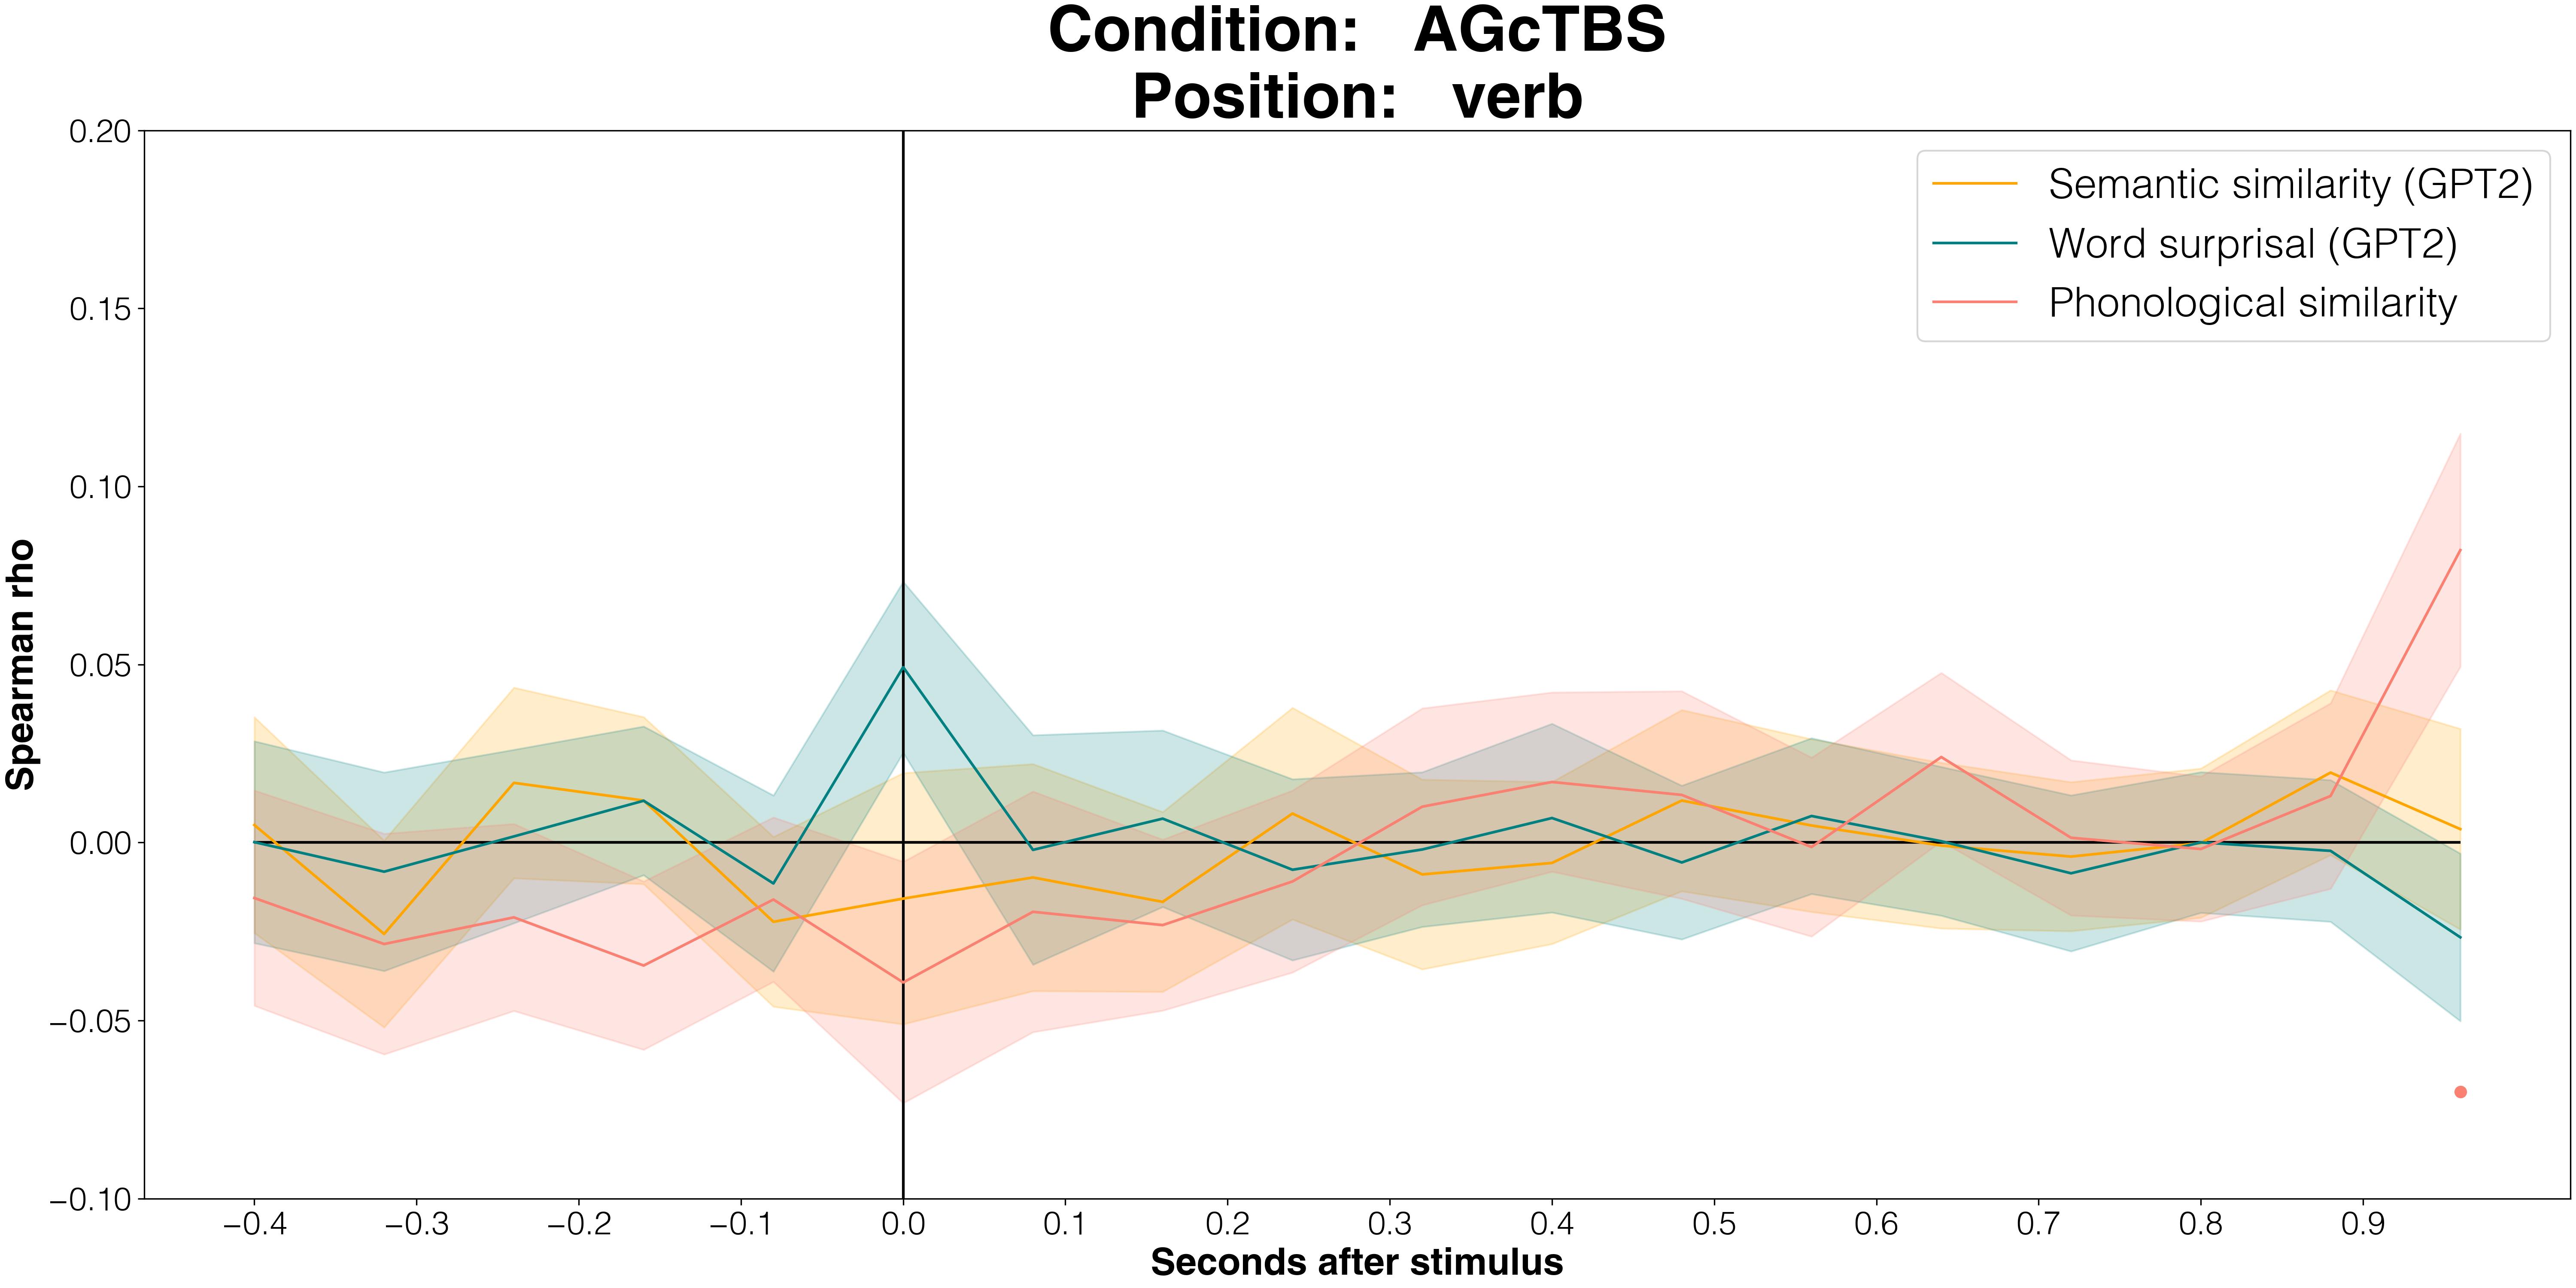 Condition:   AGcTBS
Position:   verb
0.20
0.15
0.10
0.05
0.00
−0.05
−0.10
Spearman rho
Semantic similarity (GPT2)
Word surprisal (GPT2)
Phonological similarity
−0.4 −0.3 −0.2 −0.1 0.0 0.1 0.2 0.3 0.4 0.5 0.6 0.7 0.8 0.9
Seconds after stimulus